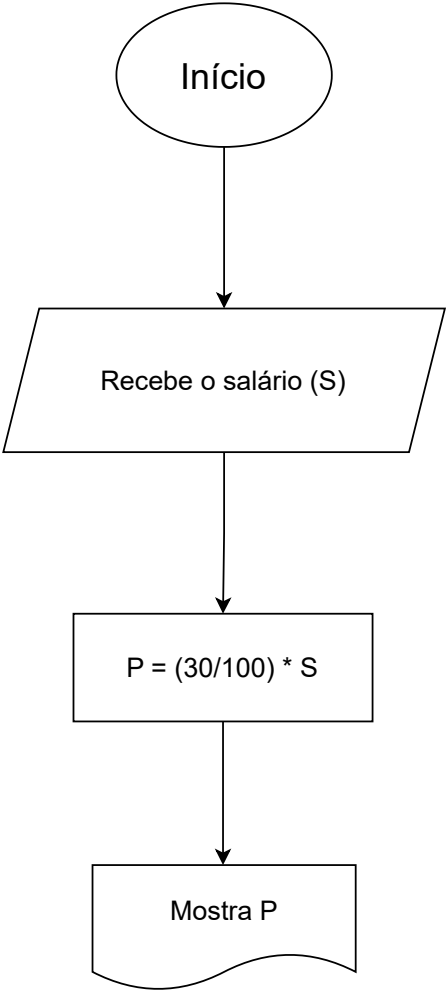 Início
Recebe o salário (S)
P = (30/100) * S
Mostra P